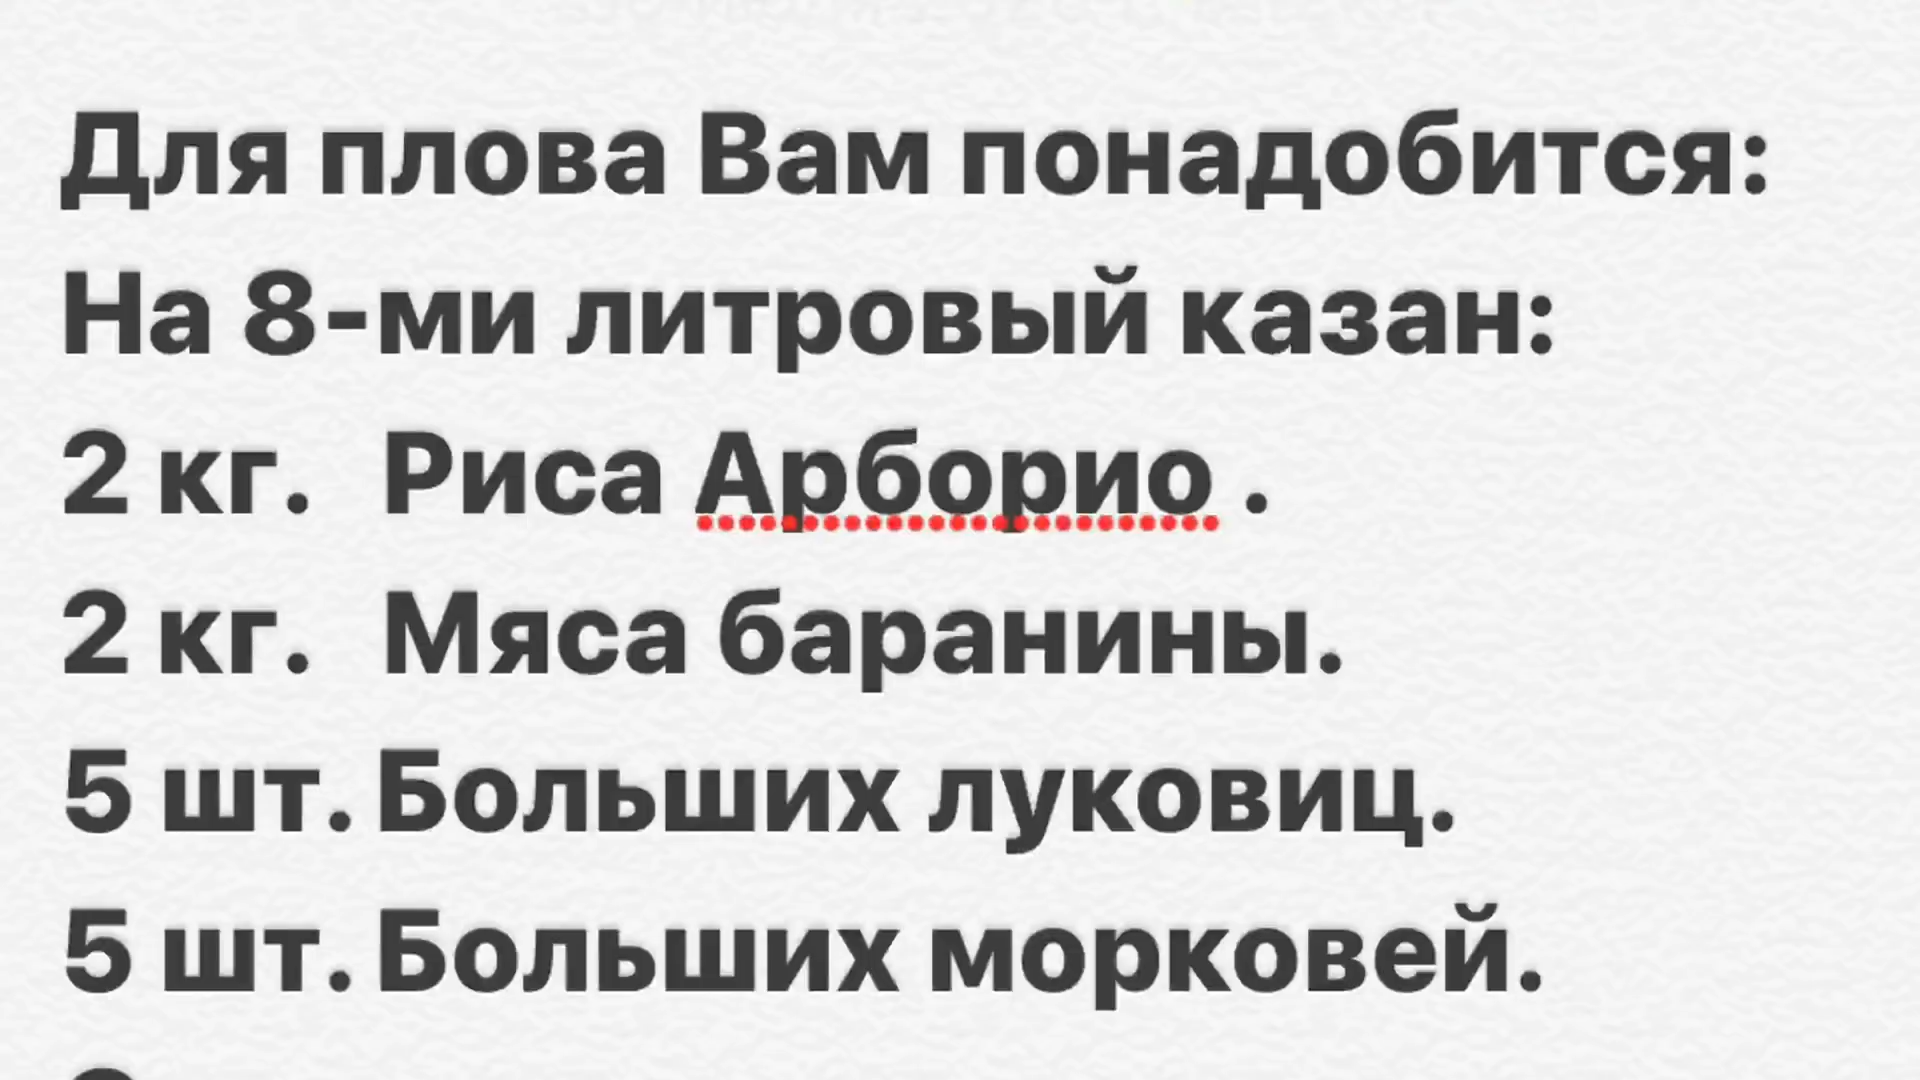 Для плова Вам понадобится:
На 8-ми литровый казан:
2 кг. Риса Арборио .
2 кг. Мяса баранины.
5 шт. Больших луковиц.
5 шт. Больших морковей.